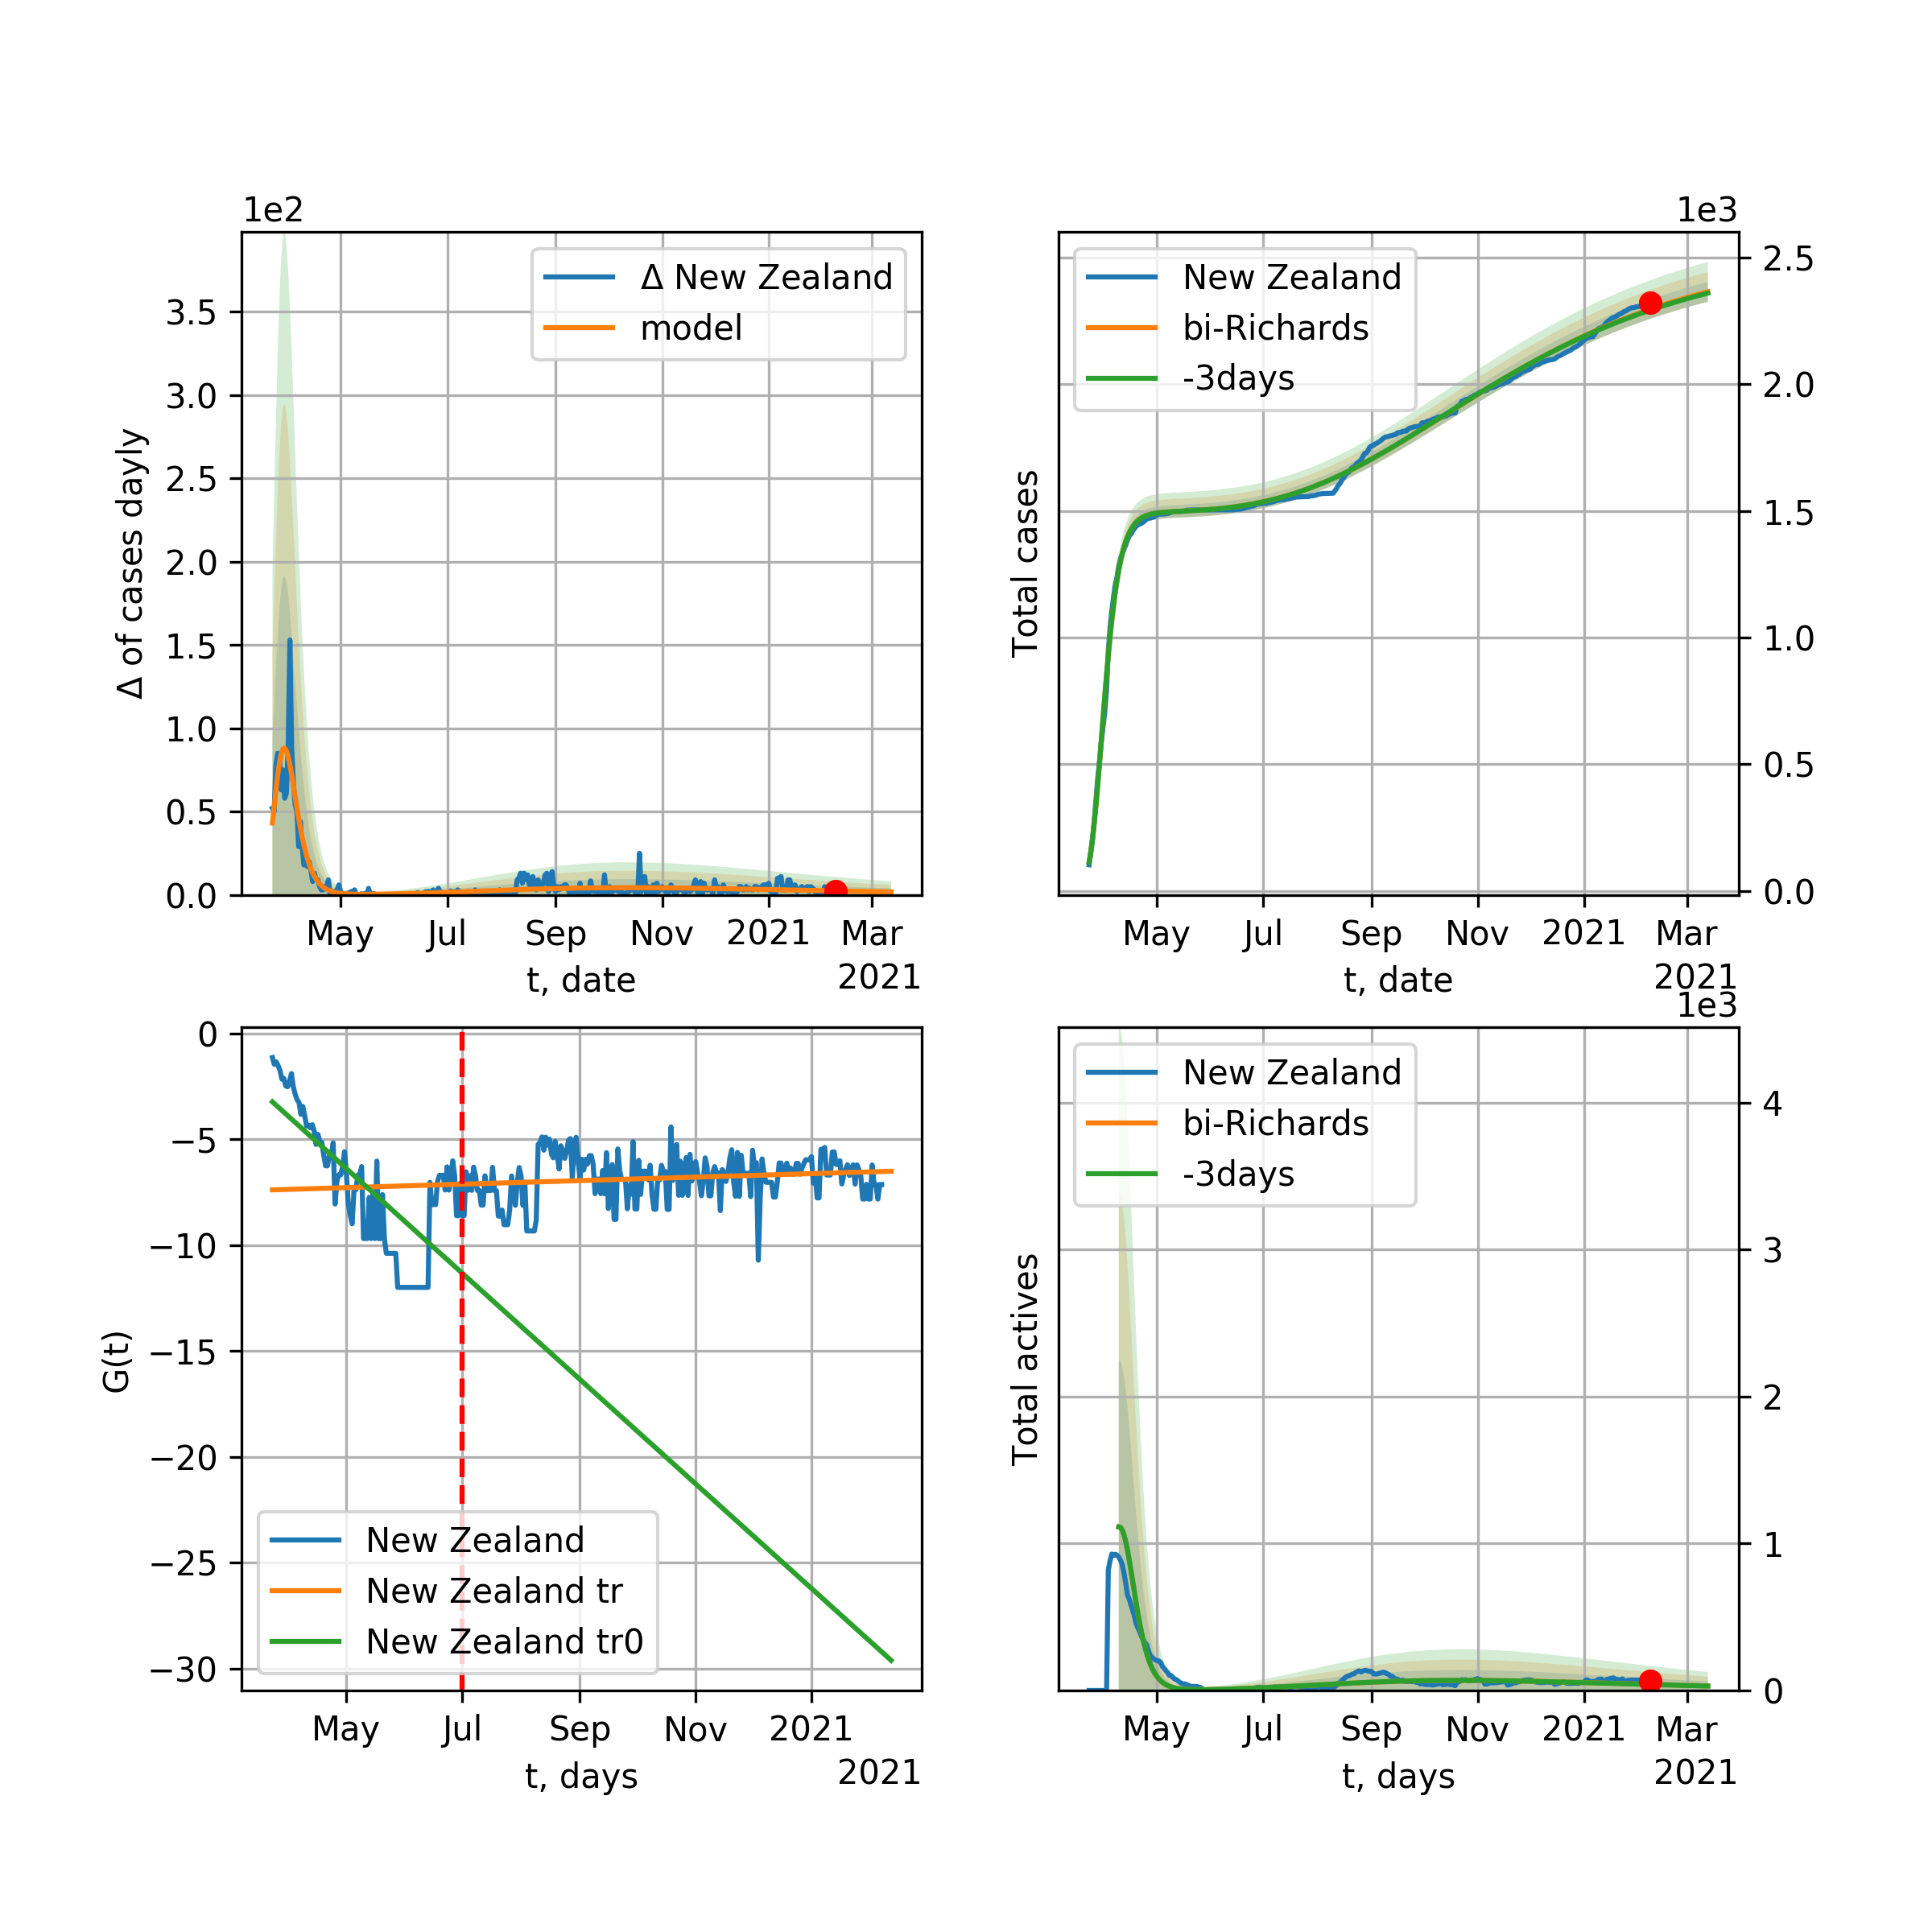 1e2
Δ of cases dayly
3.5
3.0
2.5
2.0
1.5
1.0
0.5
0.0
Δ New Zealand
model
May Jul Sep Nov 2021 Mar
t, date
2021
1e3
Total cases
New Zealand
bi-Richards
-3days
2.5
2.0
1.5
1.0
0.5
0.0
May Jul Sep Nov 2021 Mar
t, date
2021
G(t)
0
−5
−10
−15
−20
−25
−30
New Zealand
New Zealand tr
New Zealand tr0
May Jul Sep Nov 2021
t, days
2021
1e3
Total actives
New Zealand
bi-Richards
-3days
4
3
2
1
0
May Jul Sep Nov 2021 Mar
t, days
2021